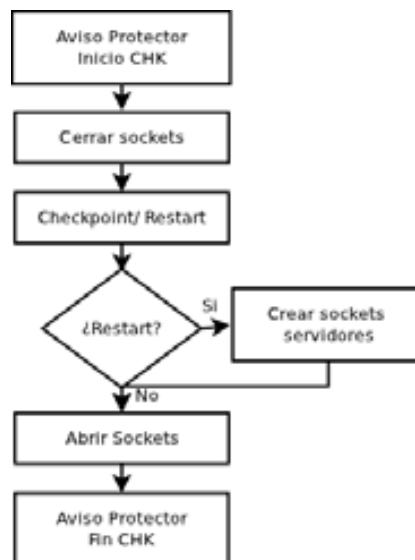 Aviso Protector
Inicio CHK
Cerrar sockets
Checkpoint/ Restart
¿Restart?
Si
Crear sockets
servidores
No
Abrir Sockets
Aviso Protector
Fin CHK